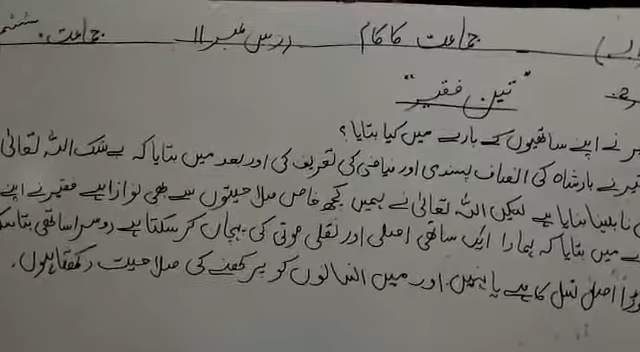 جماعت کا کام درس نمبر 11 جماعت: ششم
"تین فقیر"
نے اپنے ساتھیوں کے بارے میں کیا بتایا؟
نے بادشاہ کی انصاف پسندی اور فیاضی کی تعریف کی اور بعد میں بتایا کہ بے شک اللہ تعالیٰ
نابینا بنایا ہے لیکن اللہ تعالیٰ نے ہمیں کچھ خاص صلاحیتوں سے بھی نوازا ہے فقیر نے اپنے
میں بتایا کہ ہمارا ایک ساتھی اصلی اور نقلی موتی کی پہچان کر سکتا ہے دوسرا ساتھی بتا
اصل نسل کا ہے یا نہیں اور میں انسانوں کو پرکھنے کی صلاحیت رکھتا ہوں۔